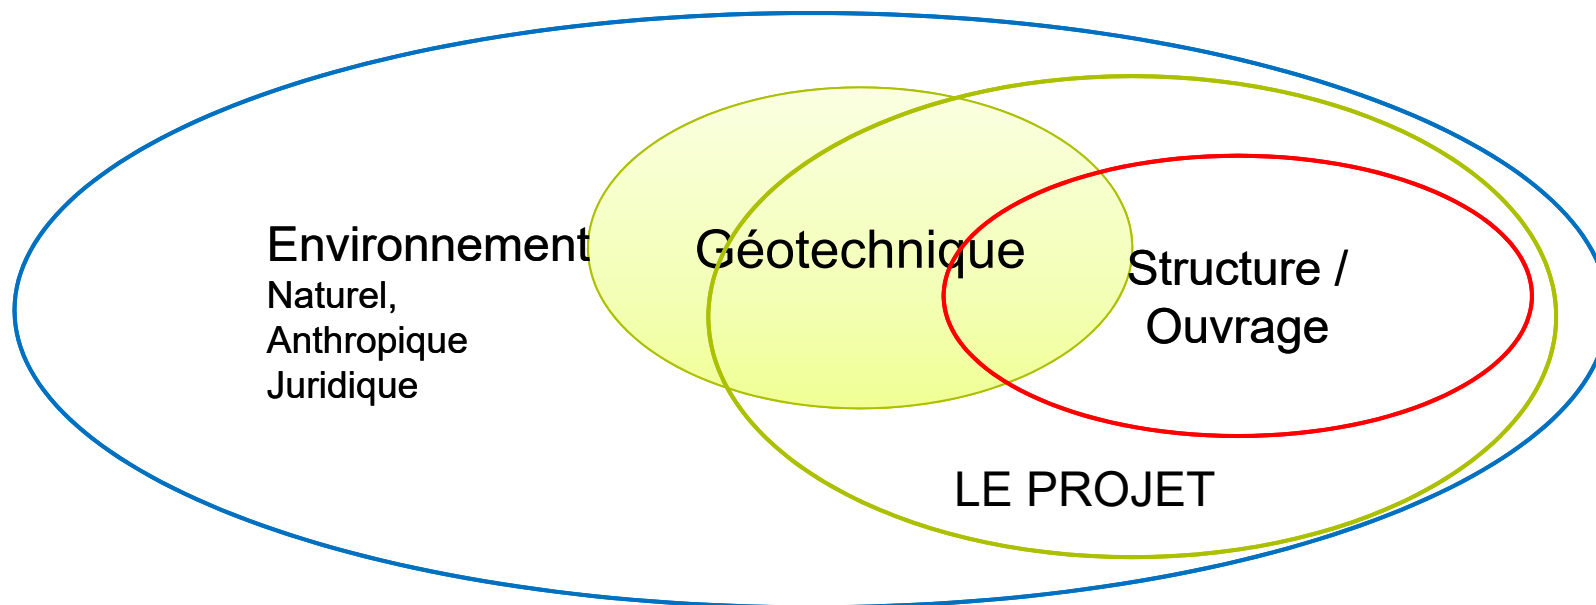 Environnement
Naturel,
Anthropique
Juridique
Géotechnique
Structure /
Ouvrage
LE PROJET